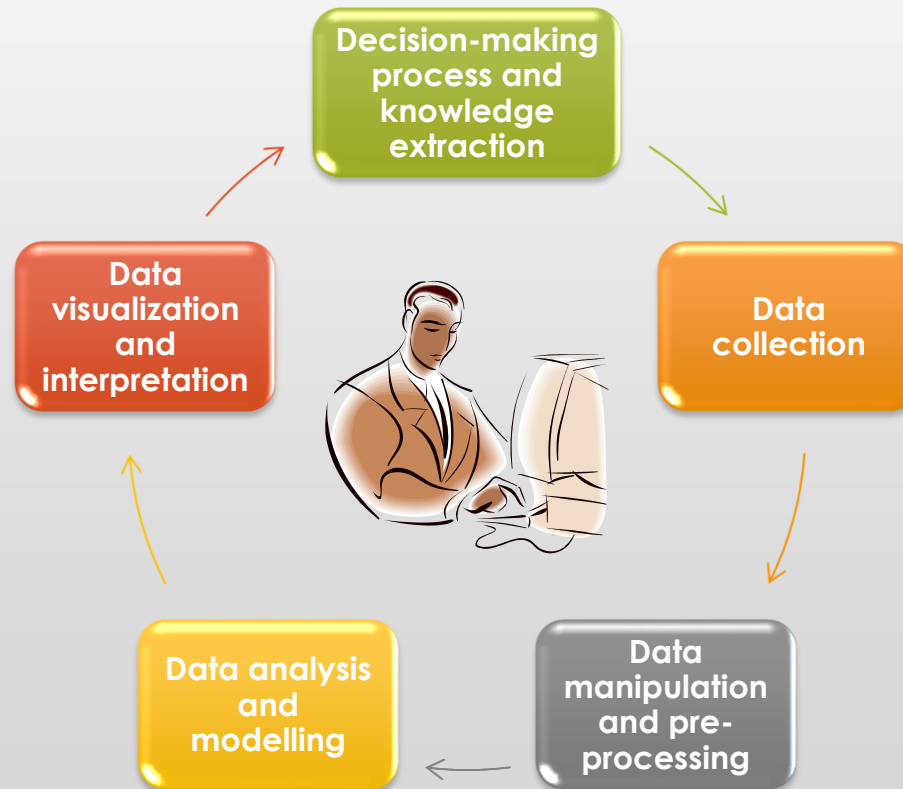 Decision-making
process and
knowledge
extraction
Data
collection
Data
manipulation
and pre-
processing
Data analysis
and
modelling
Data
visualization
and
interpretation